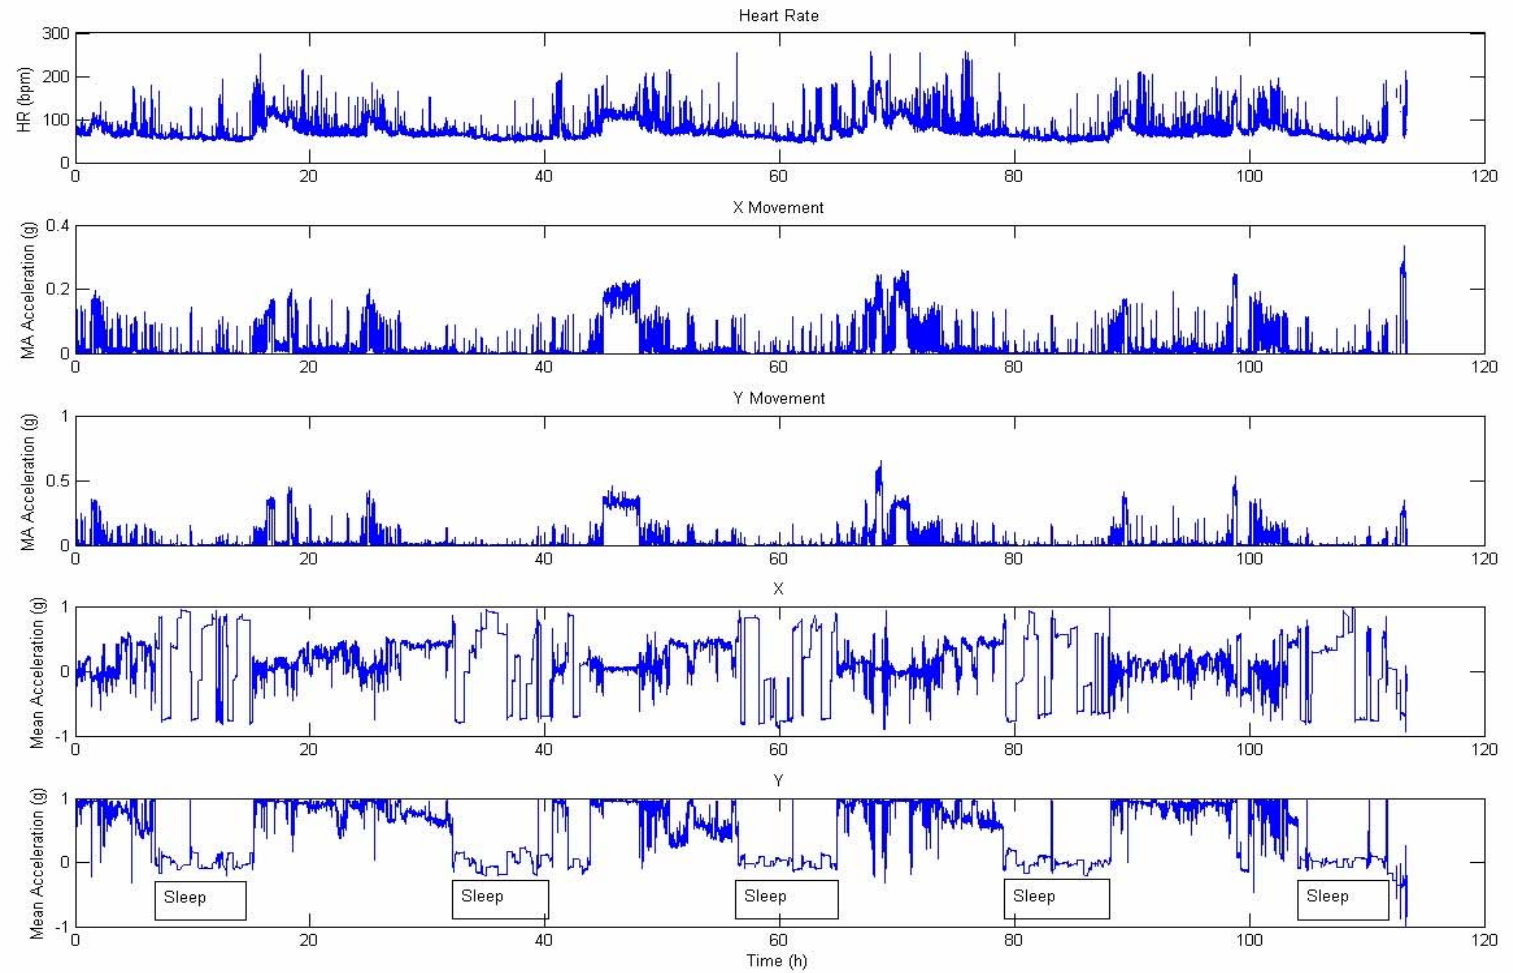 Heart Rate
HR (bpm)
300
200
100
0
0 20 40 60 80 100 120
X Movement
MA Acceleration (g)
0.4
0.2
0
0 20 40 60 80 100 120
Y Movement
MA Acceleration (g)
1
0.5
0
0 20 40 60 80 100 120
X
Mean Acceleration (g)
1
0
-1
0 20 40 60 80 100 120
Y
Mean Acceleration (g)
1
0
-1
Sleep Sleep Sleep Sleep Sleep
0 20 40 60 80 100 120
Time (h)